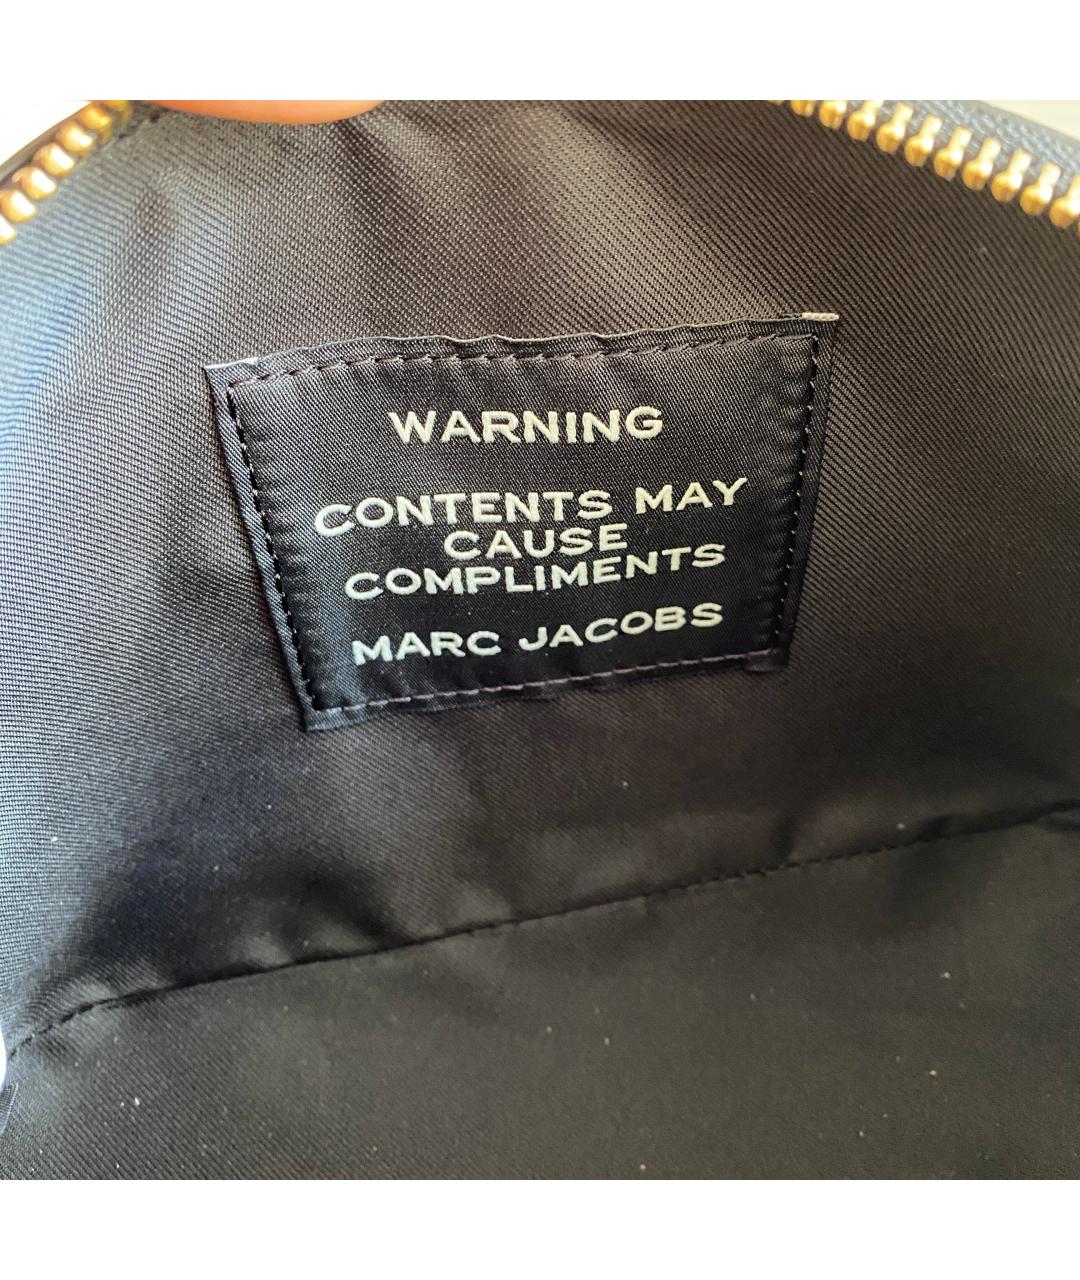 WARNING
CONTENTS MAY
CAUSE
COMPLIMENTS
MARC JACOBS